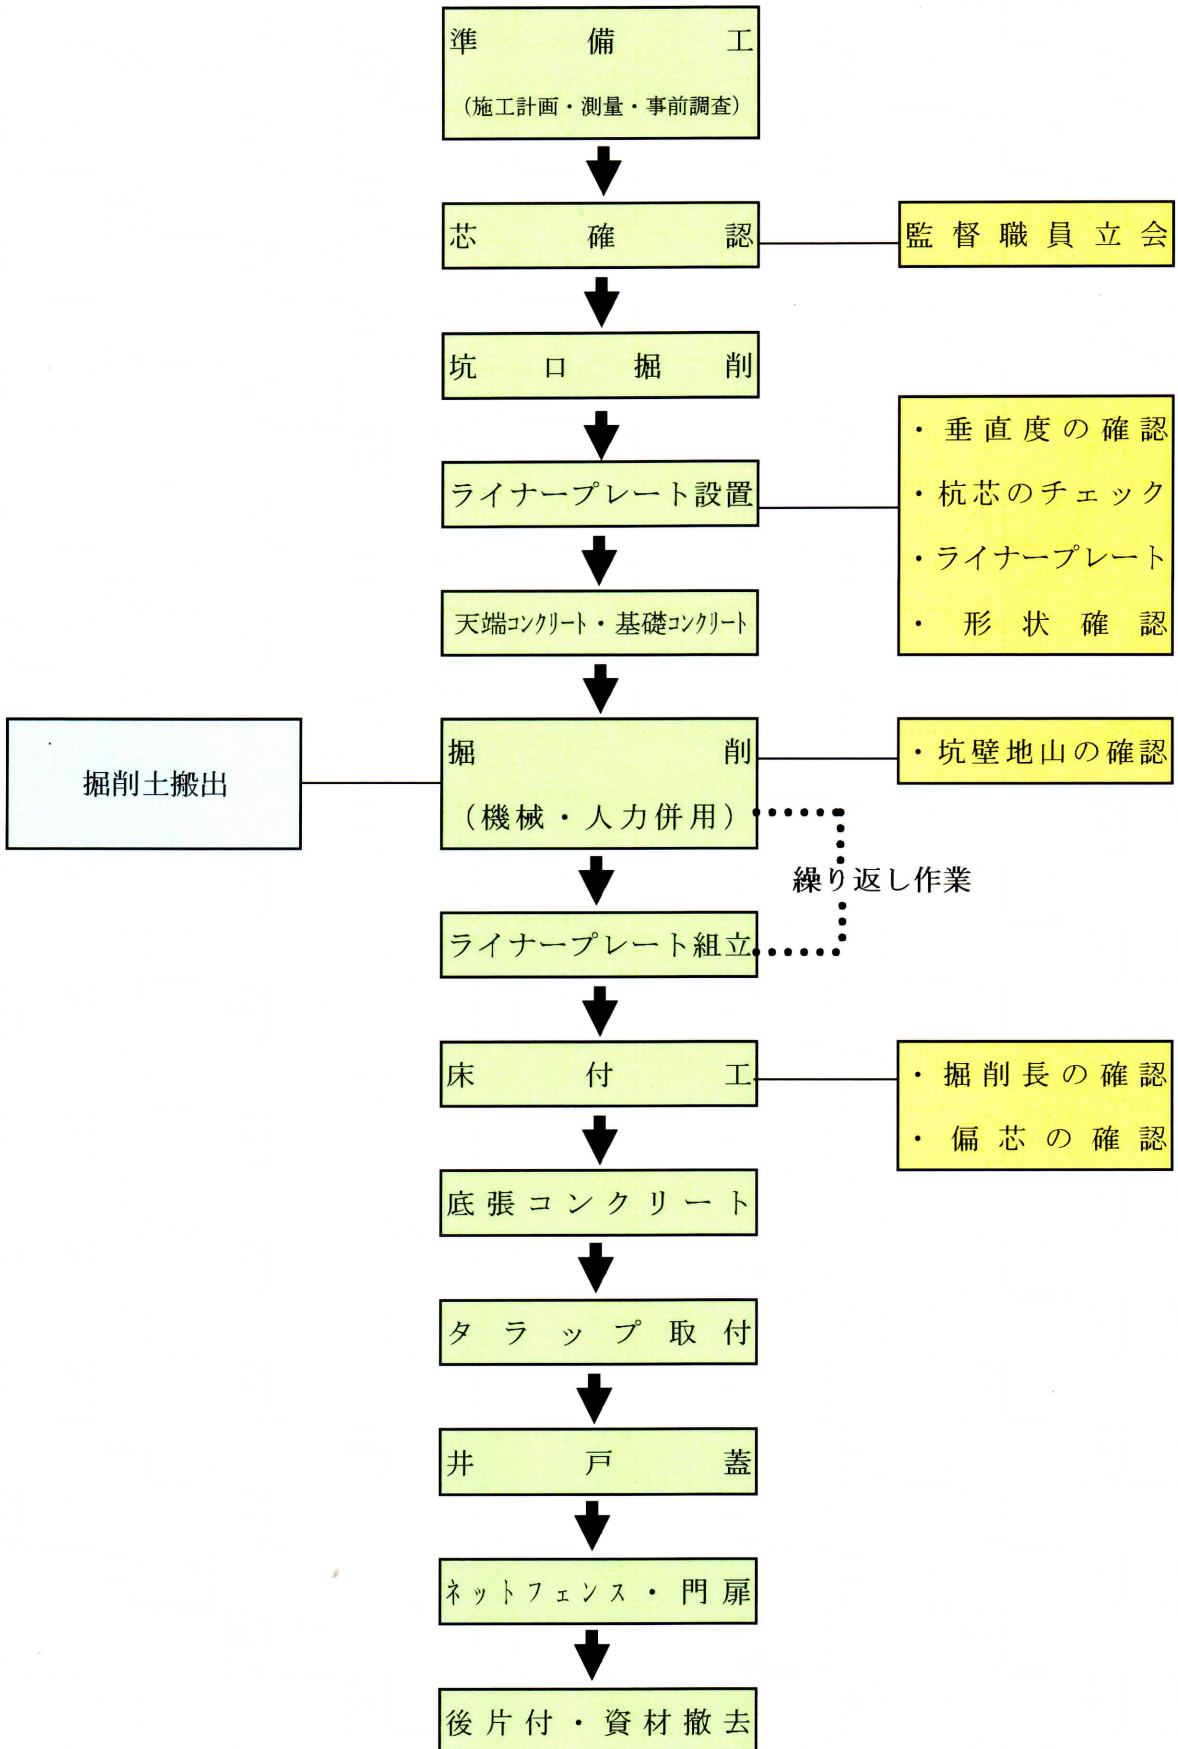 準備工
(施工計画・測量・事前調査)
芯確認
監督職員立会
坑口掘削
ライナープレート設置
・垂直度の確認
・杭芯のチェック
・ライナープレート
・形状確認
天端コンクリート・基礎コンクリート
掘削土搬出
掘削
(機械・人力併用)
・坑壁地山の確認
繰り返し作業
ライナープレート組立
床付工
・掘削長の確認
・偏芯の確認
底張コンクリート
タラップ取付
井戸蓋
ネットフェンス・門扉
後片付・資材撤去